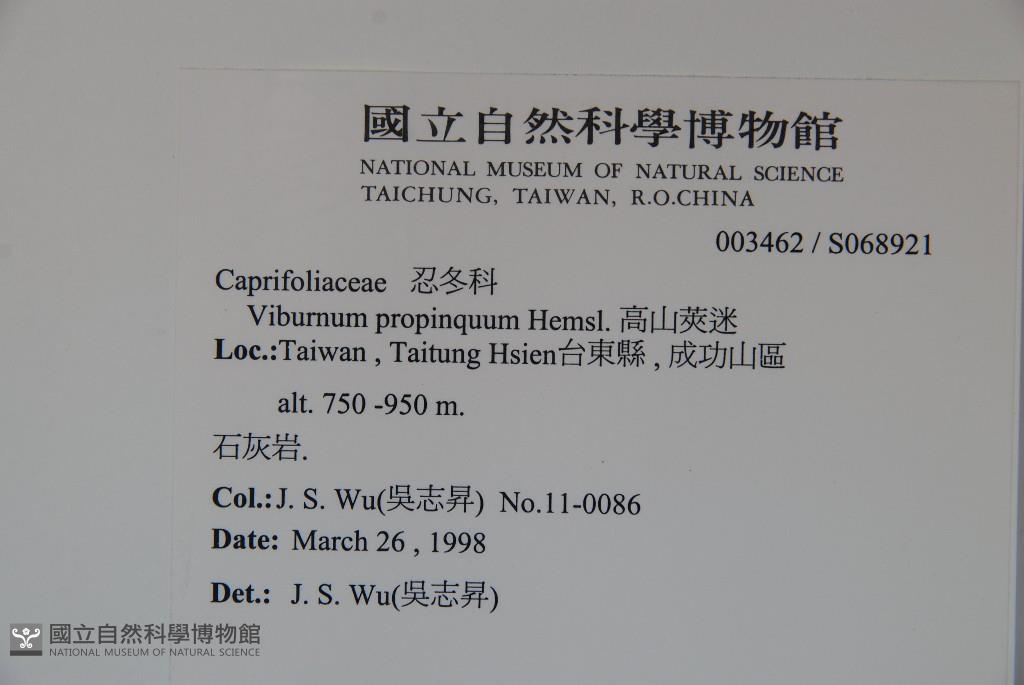 國立自然科學博物館
NATIONAL MUSEUM OF NATURAL SCIENCE
TAICHUNG, TAIWAN, R.O.CHINA
003462 / S068921
Caprifoliaceae 忍冬科
Viburnum propinquum Hemsl. 高山莢迷
Loc.:Taiwan , Taitung Hsien台東縣 , 成功山區
alt. 750 -950 m.
石灰岩.
Col.:J. S. Wu(吳志昇) No.11-0086
Date: March 26 , 1998
Det.: J. S. Wu(吳志昇)
國立自然科學博物館
NATIONAL MUSEUM OF NATURAL SCIENCE